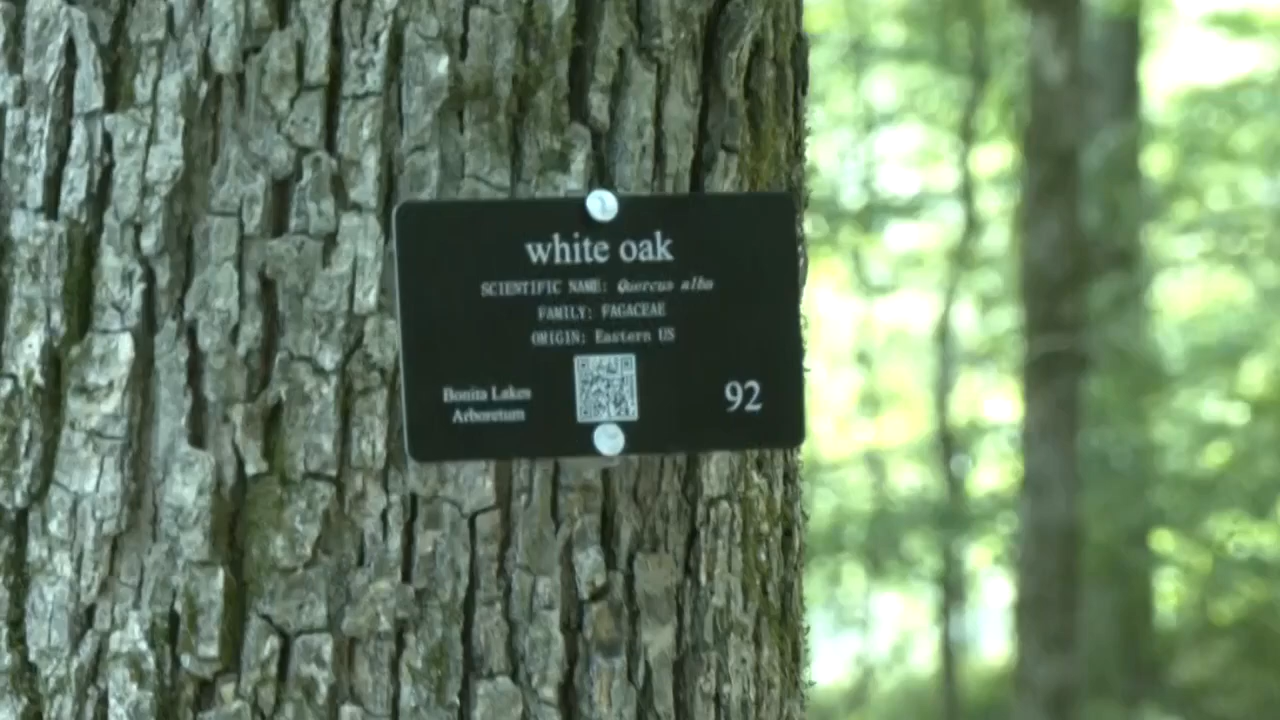 white oak
SCIENTIFIC NAME: Quercus alba
FAMILY: FAGACEAE
ORIGIN: Eastern US
Bonita Lakes
Arboretum
92